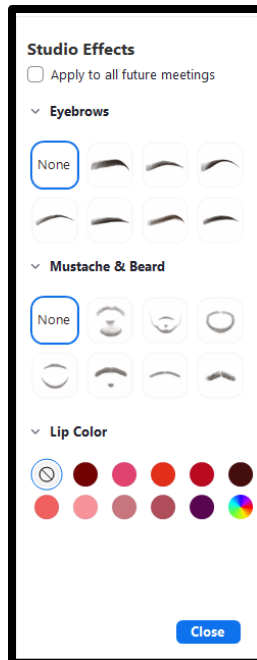 Studio Effects
Apply to all future meetings
Eyebrows
None
Mustache & Beard
None
Lip Color
Close